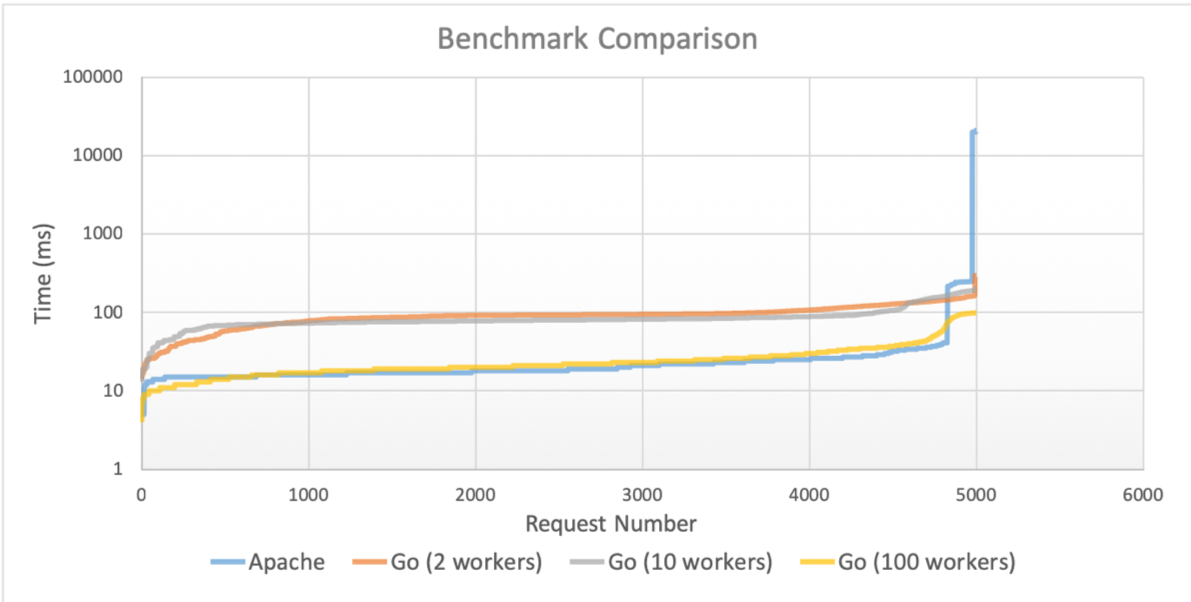 Benchmark Comparison
100000
10000
1000
100
10
1
Time (ms)
0 1000 2000 3000 4000 5000 6000
Request Number
Apache Go (2 workers) Go (10 workers) Go (100 workers)